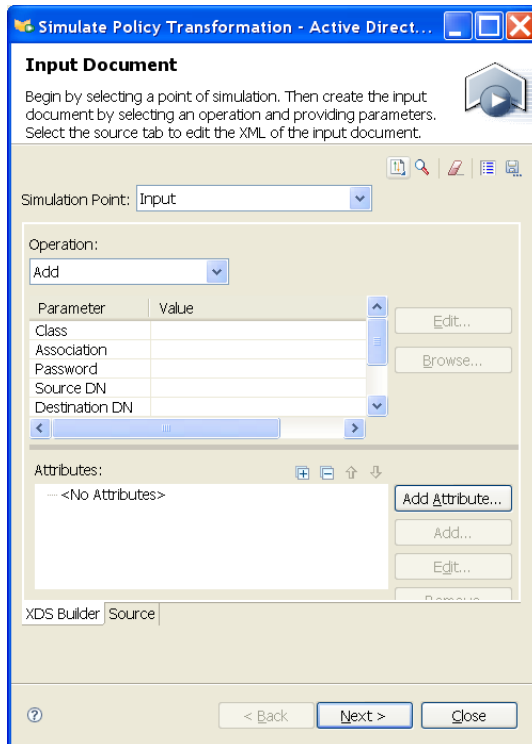 Simulate Policy Transformation - Active Direct...
Input Document
Begin by selecting a point of simulation. Then create the input
document by selecting an operation and providing parameters.
Select the source tab to edit the XML of the input document.
Simulation Point: Input
Operation:
Add
Parameter Value
Class
Edit...
Association
Browse...
Password
Source DN
Destination DN
Attributes:
<No Attributes>
Add Attribute...
Add...
Edit...
Remove
XDS Builder Source
< Back Next > Close